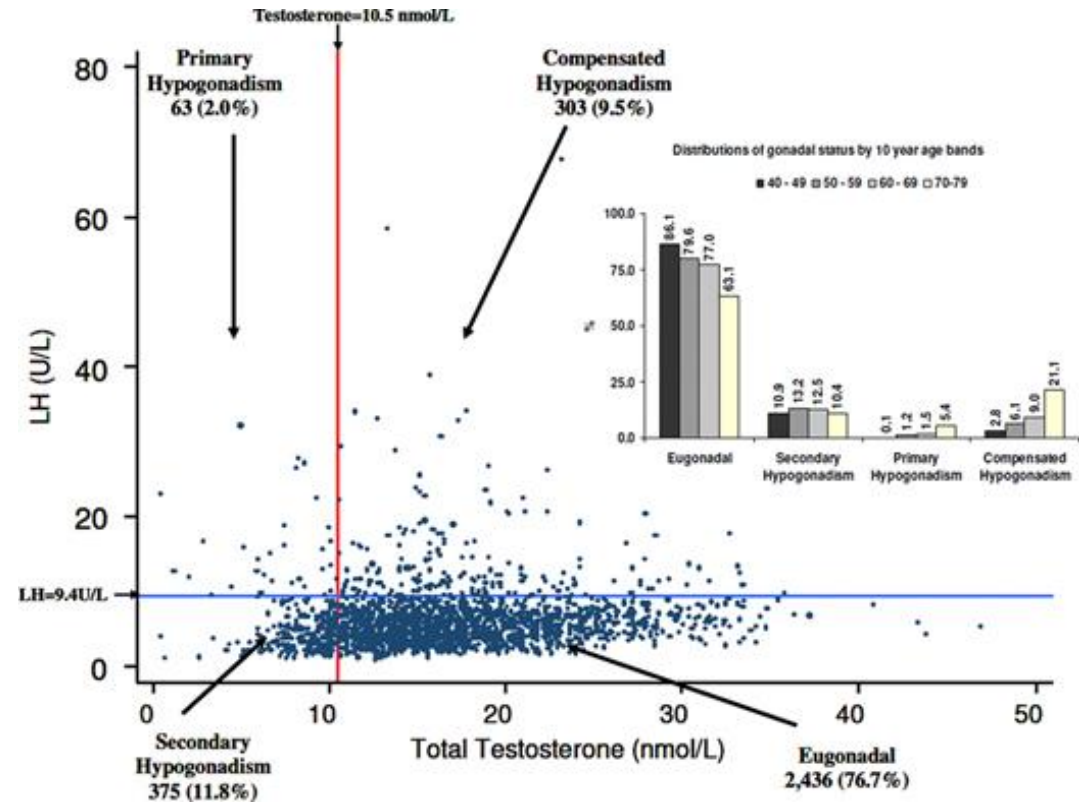 Testosterone=10.5 nmol/L
Primary
Hypogonadism
63 (2.0%)
Compensated
Hypogonadism
303 (9.5%)
Distributions of gonadal status by 10 year age bands
40 - 49 50 - 59 60 - 69 70-79
100.0
75.0
50.0
25.0
0.0
%
86.1
79.6
77.0
63.1
10.9
13.2
12.5
10.4
0.1
1.2
1.5
5.4
2.8
6.1
9.0
21.1
Eugonadal
Secondary
Hypogonadism
Primary
Hypogonadism
Compensated
Hypogonadism
LH (U/L)
80
60
40
20
0
LH=9.4U/L
0 10 20 30 40 50
Total Testosterone (nmol/L)
Secondary
Hypogonadism
375 (11.8%)
Eugonadal
2,436 (76.7%)